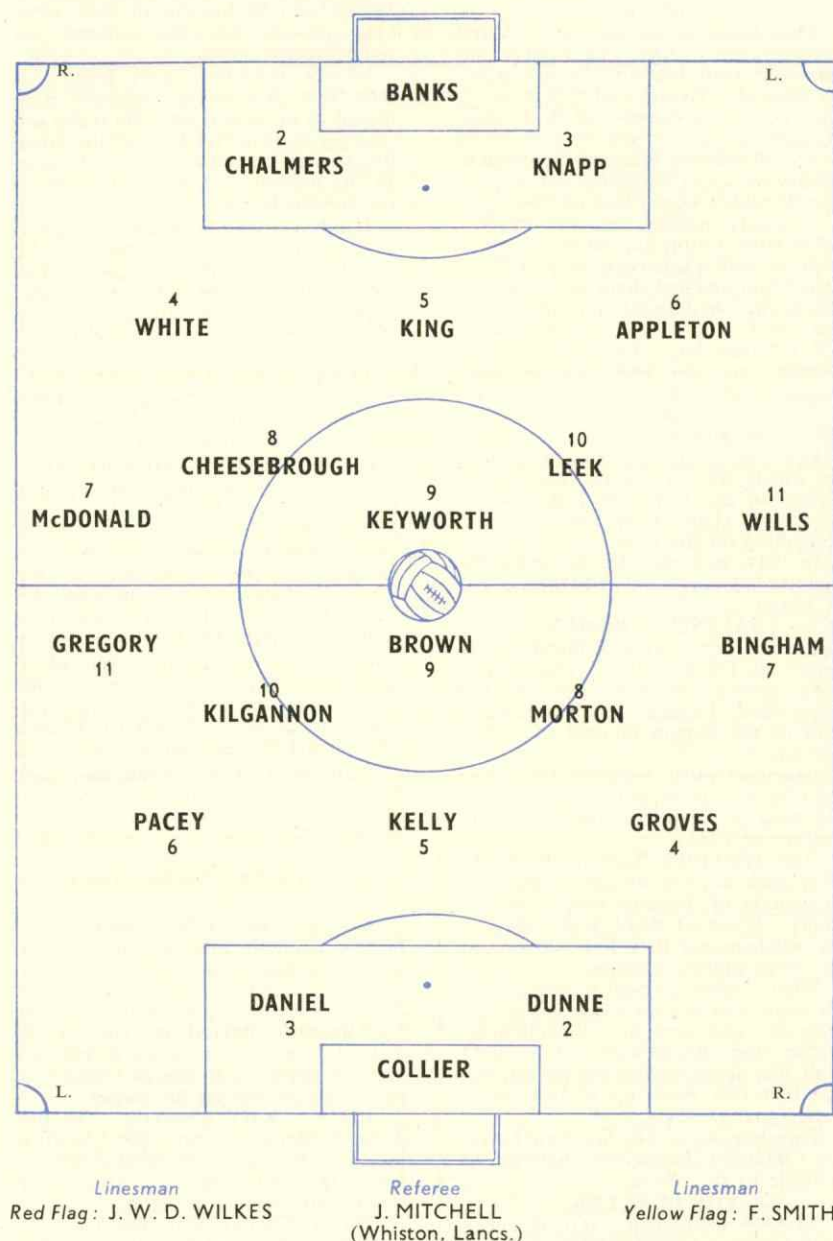 R.
L.
BANKS
2
3
CHALMERS
KNAPP
4
5
6
WHITE
KING
APPLETON
8
10
CHEESEBROUGH
LEEK
7
9
11
McDONALD
KEYWORTH
WILLS
GREGORY
BROWN
BINGHAM
11
9
7
10
8
KILGANNON
MORTON
PACEY
KELLY
GROVES
6
5
4
DANIEL
DUNNE
3
2
COLLIER
L.
R.
Linesman
Referee
Linesman
Red Flag : J. W. D. WILKES
J. MITCHELL
Yellow Flag : F. SMITH
(Whiston, Lancs.)